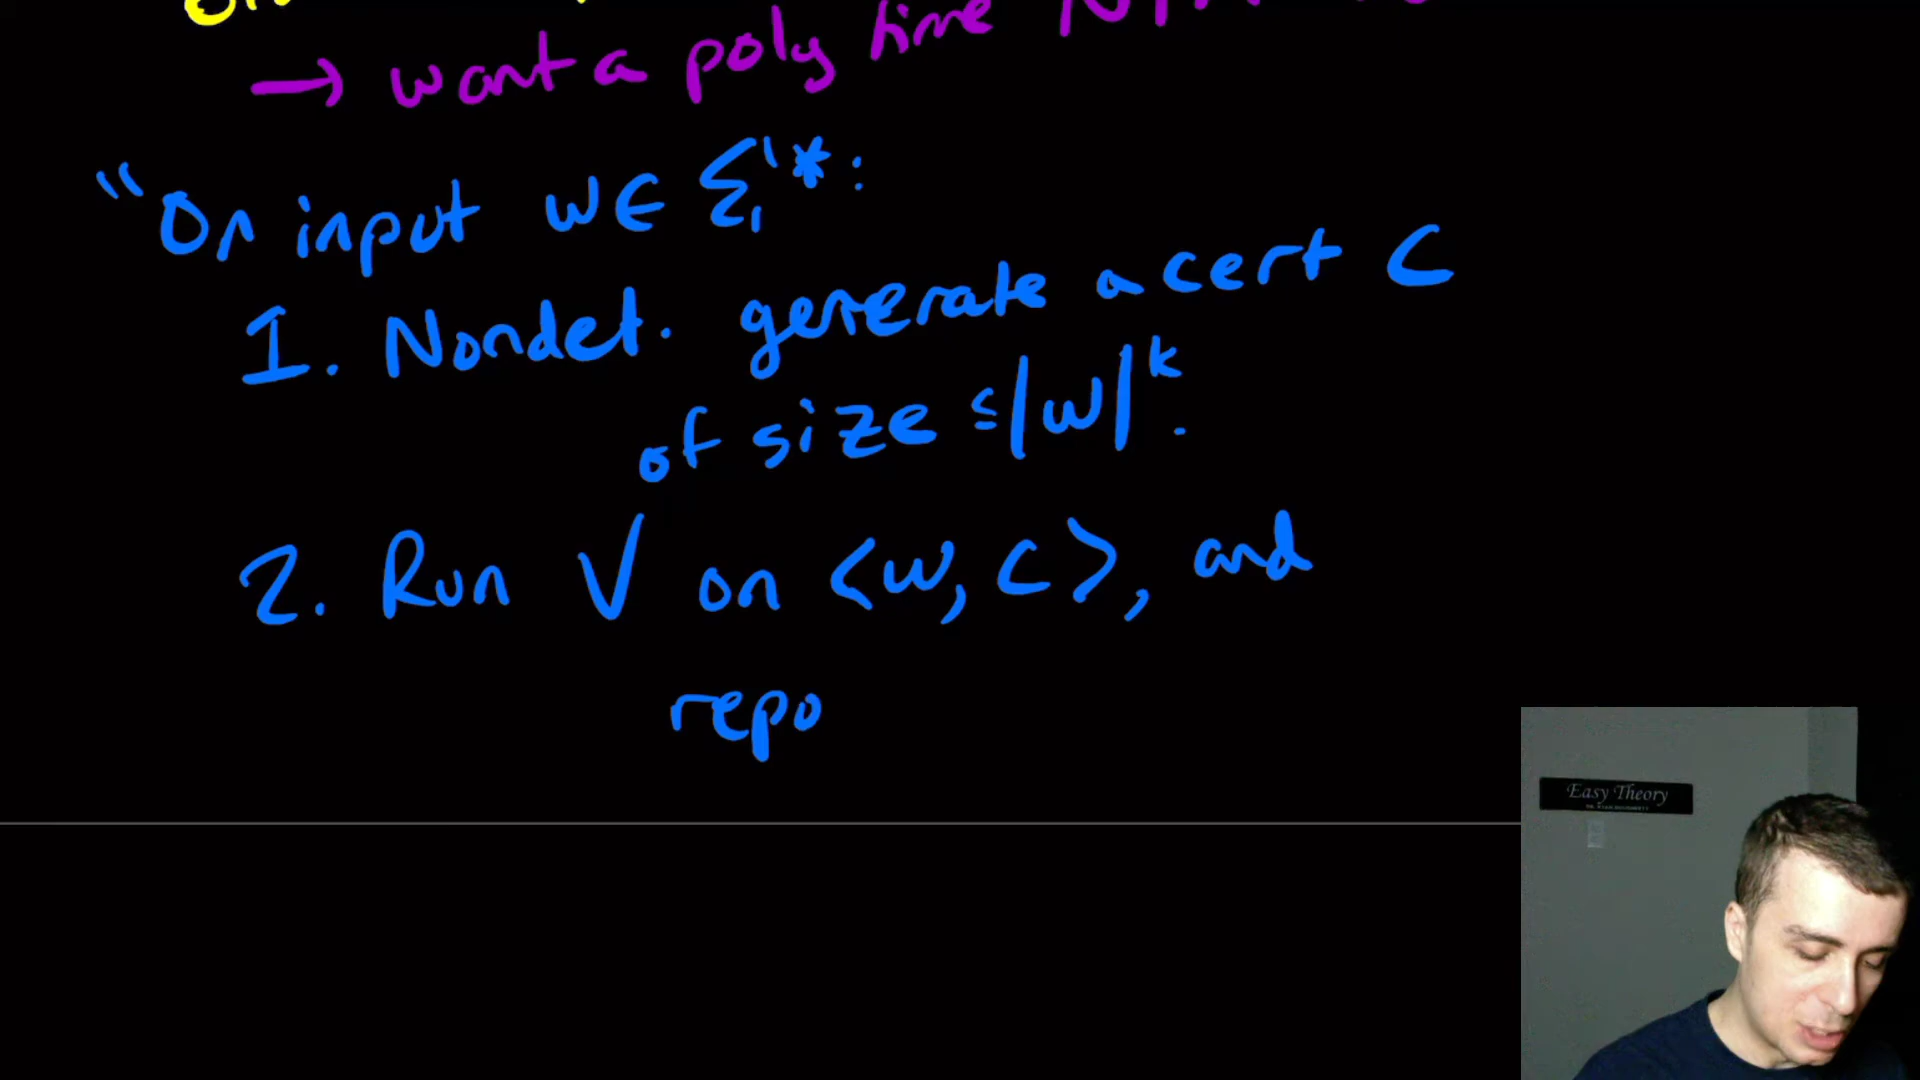 → want a poly time
"On input w ∈ Σ₁'*:
1. Nondet. generate a cert C
of size ≤ |w|^k.
2. Run V on <w, C>, and
repo
Easy Theory